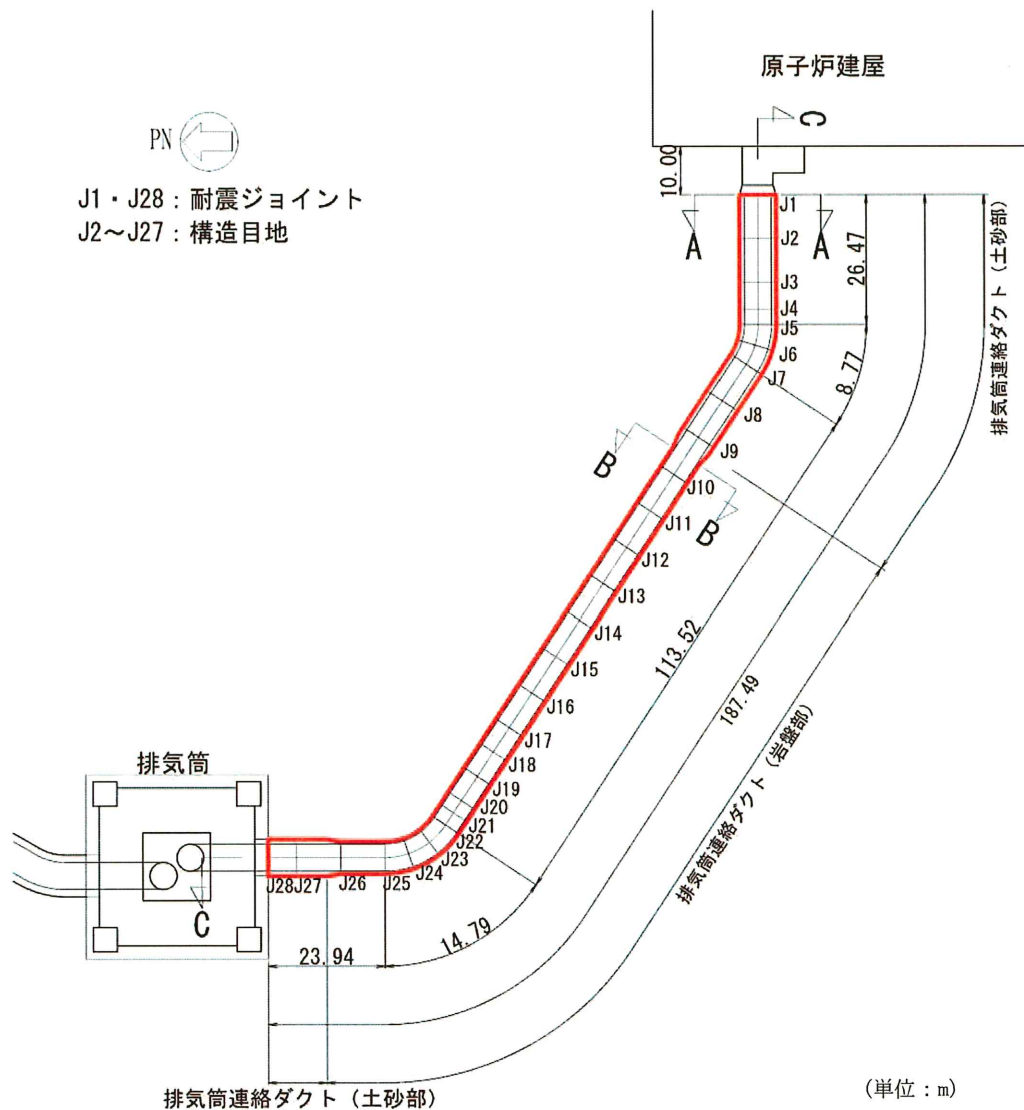 原子炉建屋
PN
J1・J28：耐震ジョイント
J2～J27：構造目地
C
10.00
A
A
J1
J2
J3
J4
J5
J6
J7
J8
J9
J10
J11
J12
J13
J14
J15
J16
J17
J18
J19
J20
J21
J22
J23
J24
J25
J26
J27
J28
B
B
26.47
8.77
113.52
187.49
14.79
23.94
排気筒連絡ダクト（土砂部）
排気筒連絡ダクト（岩盤部）
排気筒
C
排気筒連絡ダクト（土砂部）
（単位：m）